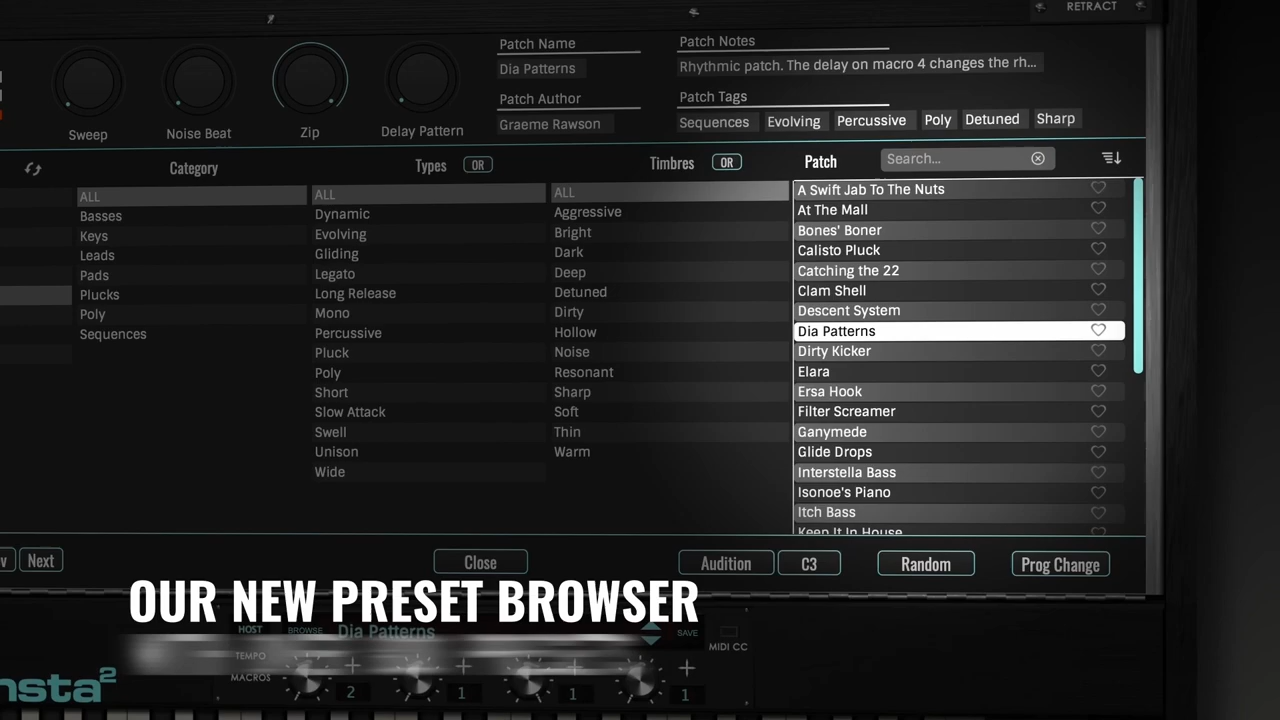 RETRACT
Sweep
Noise Beat
Zip
Delay Pattern
Patch Name
Dia Patterns
Patch Author
Graeme Rawson
Patch Notes
Rhythmic patch. The delay on macro 4 changes the rh...
Patch Tags
Sequences Evolving Percussive Poly Detuned Sharp
Category
ALL
Basses
Keys
Leads
Pads
Plucks
Poly
Sequences
Types OR
ALL
Dynamic
Evolving
Gliding
Legato
Long Release
Mono
Percussive
Pluck
Poly
Short
Slow Attack
Swell
Unison
Wide
Timbres OR
ALL
Aggressive
Bright
Dark
Deep
Detuned
Dirty
Hollow
Noise
Resonant
Sharp
Soft
Thin
Warm
Patch Search...
A Swift Jab To The Nuts
At The Mall
Bones' Boner
Calisto Pluck
Catching the 22
Clam Shell
Descent System
Dia Patterns
Dirty Kicker
Elara
Ersa Hook
Filter Screamer
Ganymede
Glide Drops
Interstella Bass
Isonoe's Piano
Itch Bass
Keep It In House
v Next Close Audition C3 Random Prog Change
OUR NEW PRESET BROWSER
HOST BROWSE Dia Patterns SAVE
MIDI CC
TEMPO
MACROS
2 1 1 1
nsta2